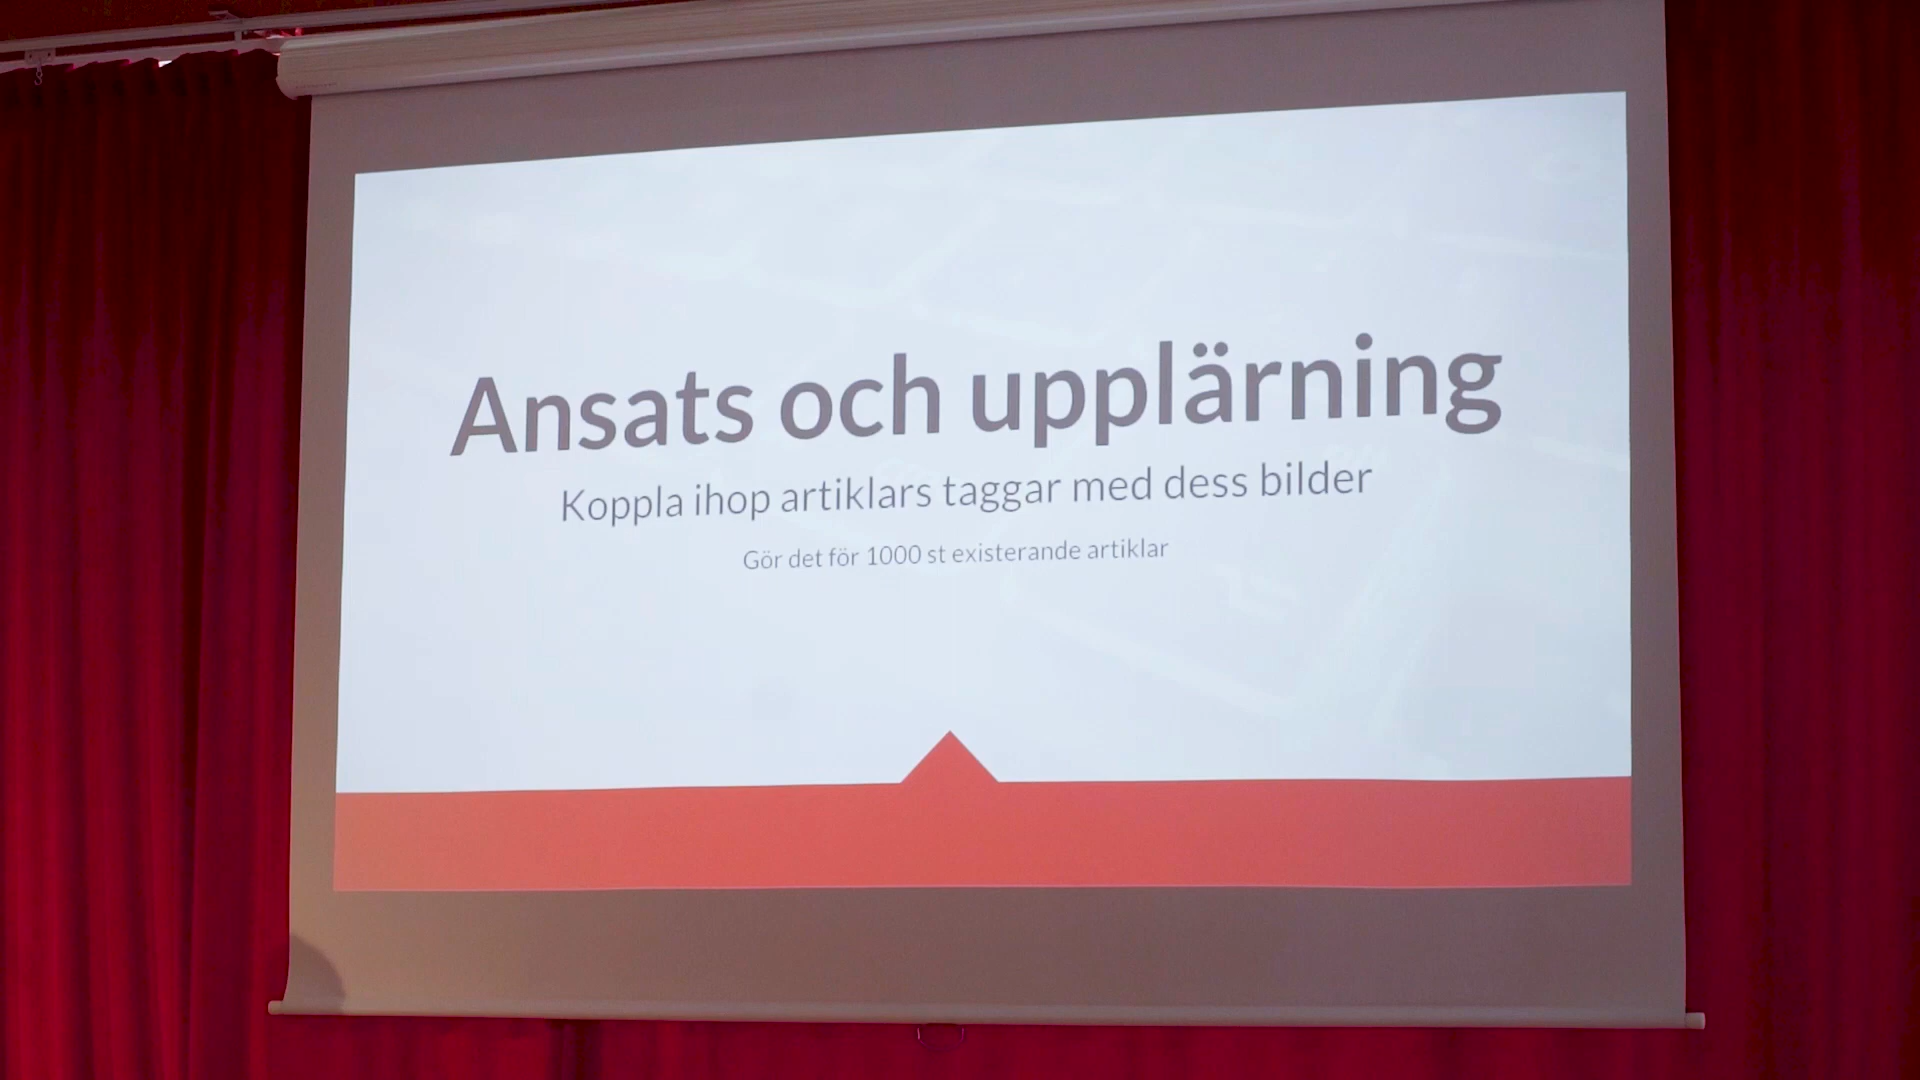 Ansats och upplärning
Koppla ihop artiklars taggar med dess bilder
Gör det för 1000 st existerande artiklar